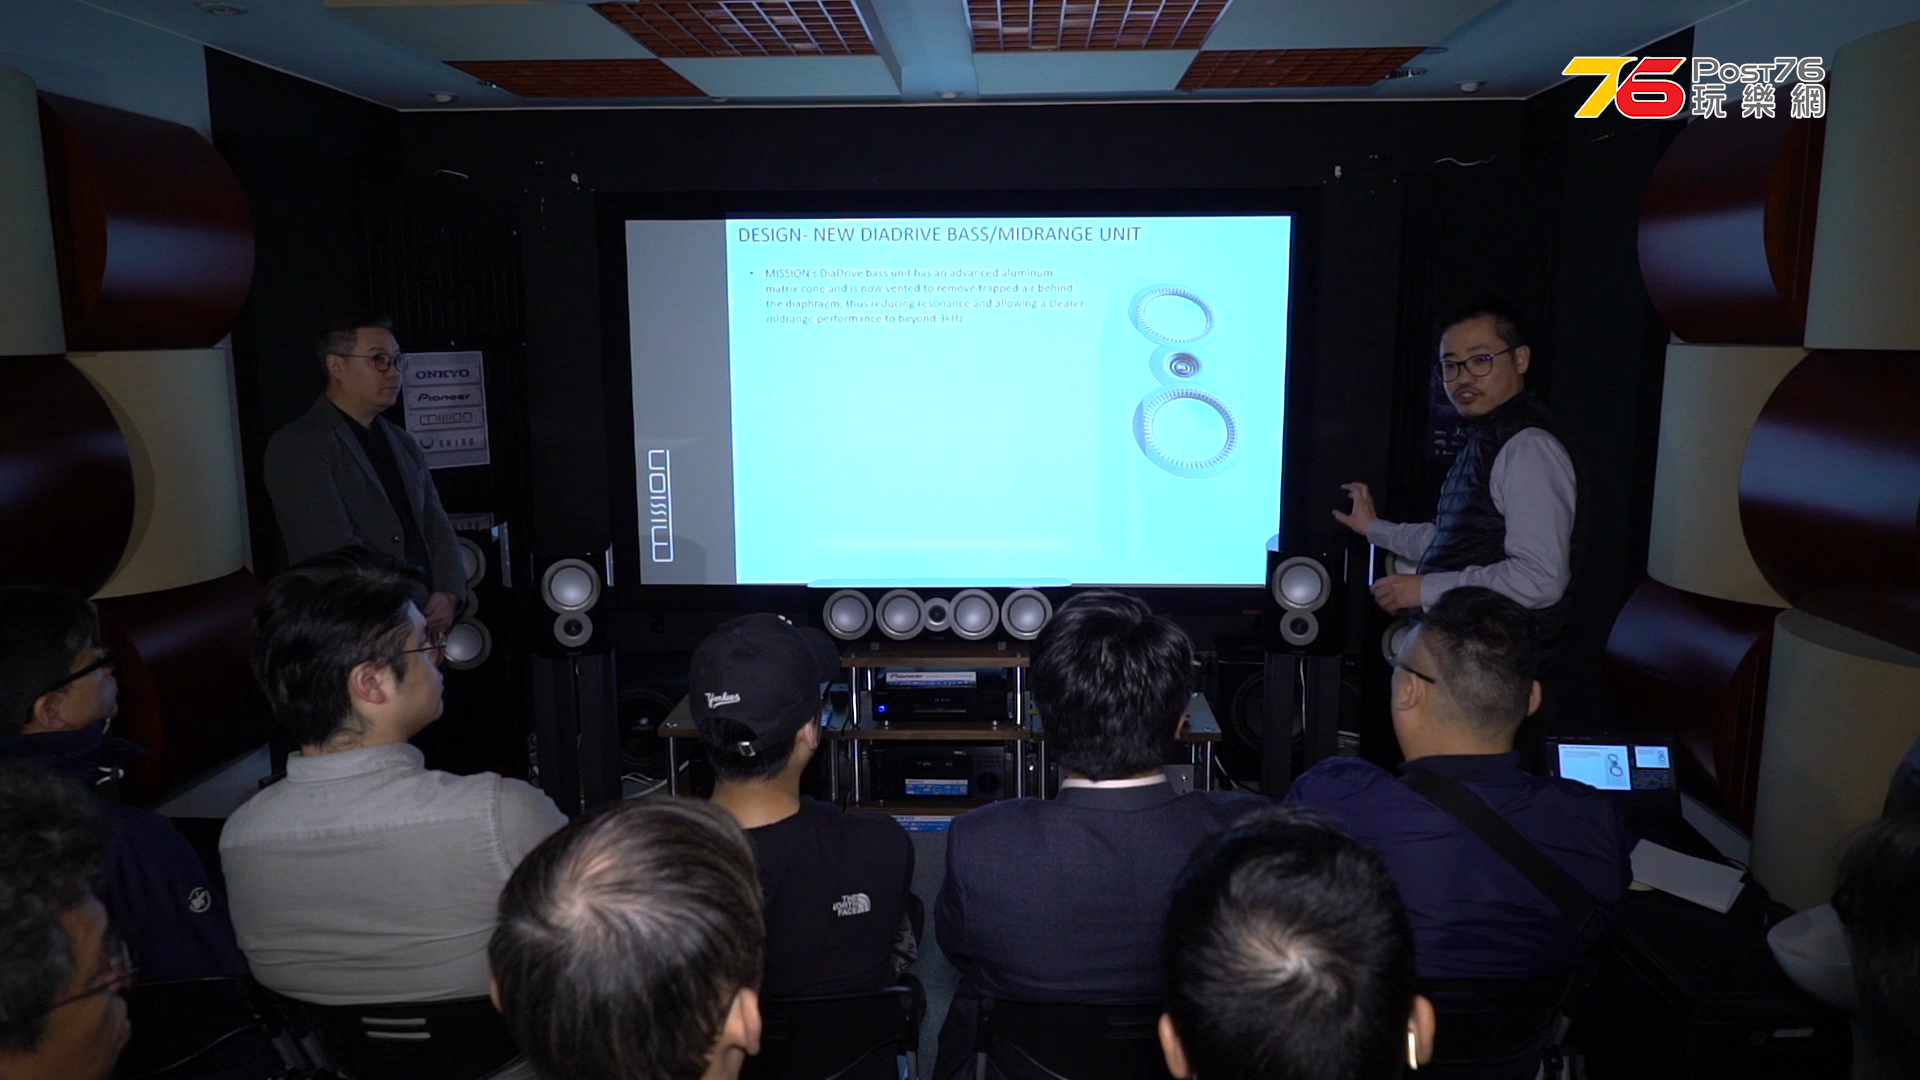 76 POST76
玩樂網
DESIGN- NEW DIADRIVE BASS/MIDRANGE UNIT
• MISSION's DiaDrive bass unit has an advanced aluminum
matrix cone and is now vented to remove trapped air behind
the diaphragm, thus reducing resonance and allowing a clearer
midrange performance to beyond 3kHz
MISSION
ONKYO
Pioneer
MISSION
Yankees
Pioneer
THE
NORTH
FACE